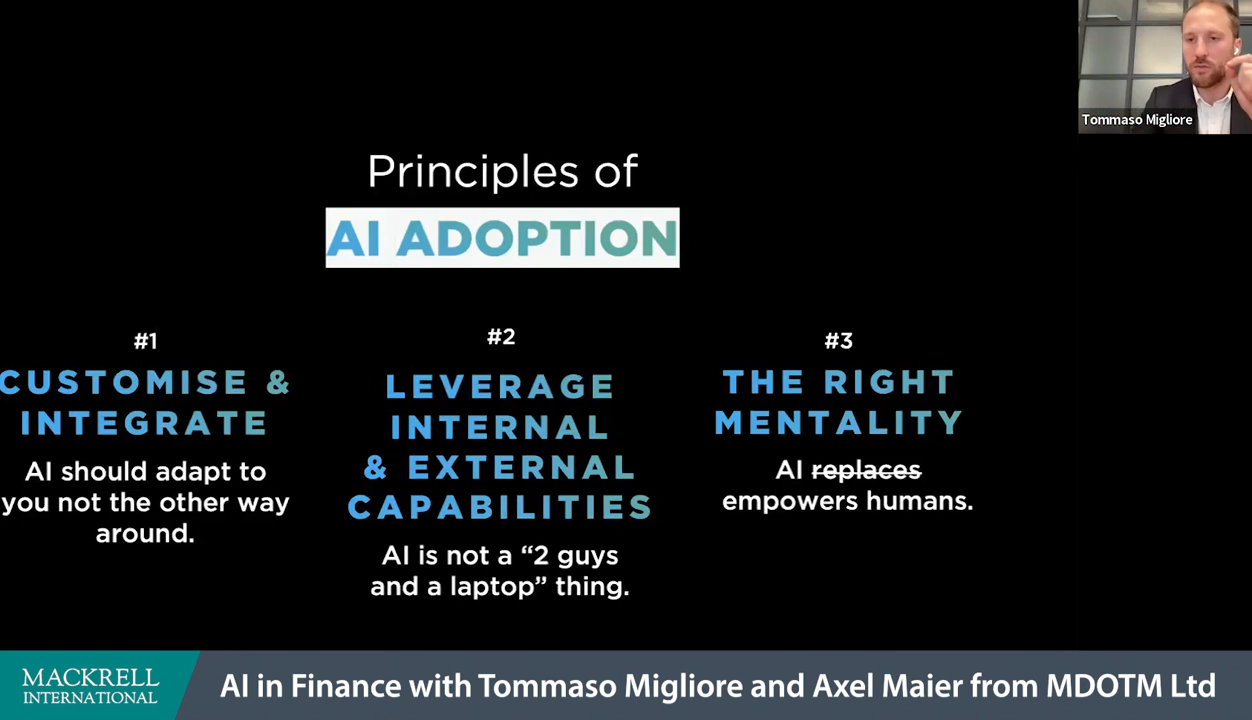 Tommaso Migliore
Principles of
AI ADOPTION
#1
CUSTOMISE &
INTEGRATE
AI should adapt to
you not the other way
around.
#2
LEVERAGE
INTERNAL
& EXTERNAL
CAPABILITIES
AI is not a “2 guys
and a laptop” thing.
#3
THE RIGHT
MENTALITY
AI replaces
empowers humans.
MACKRELL
INTERNATIONAL
AI in Finance with Tommaso Migliore and Axel Maier from MDOTM Ltd